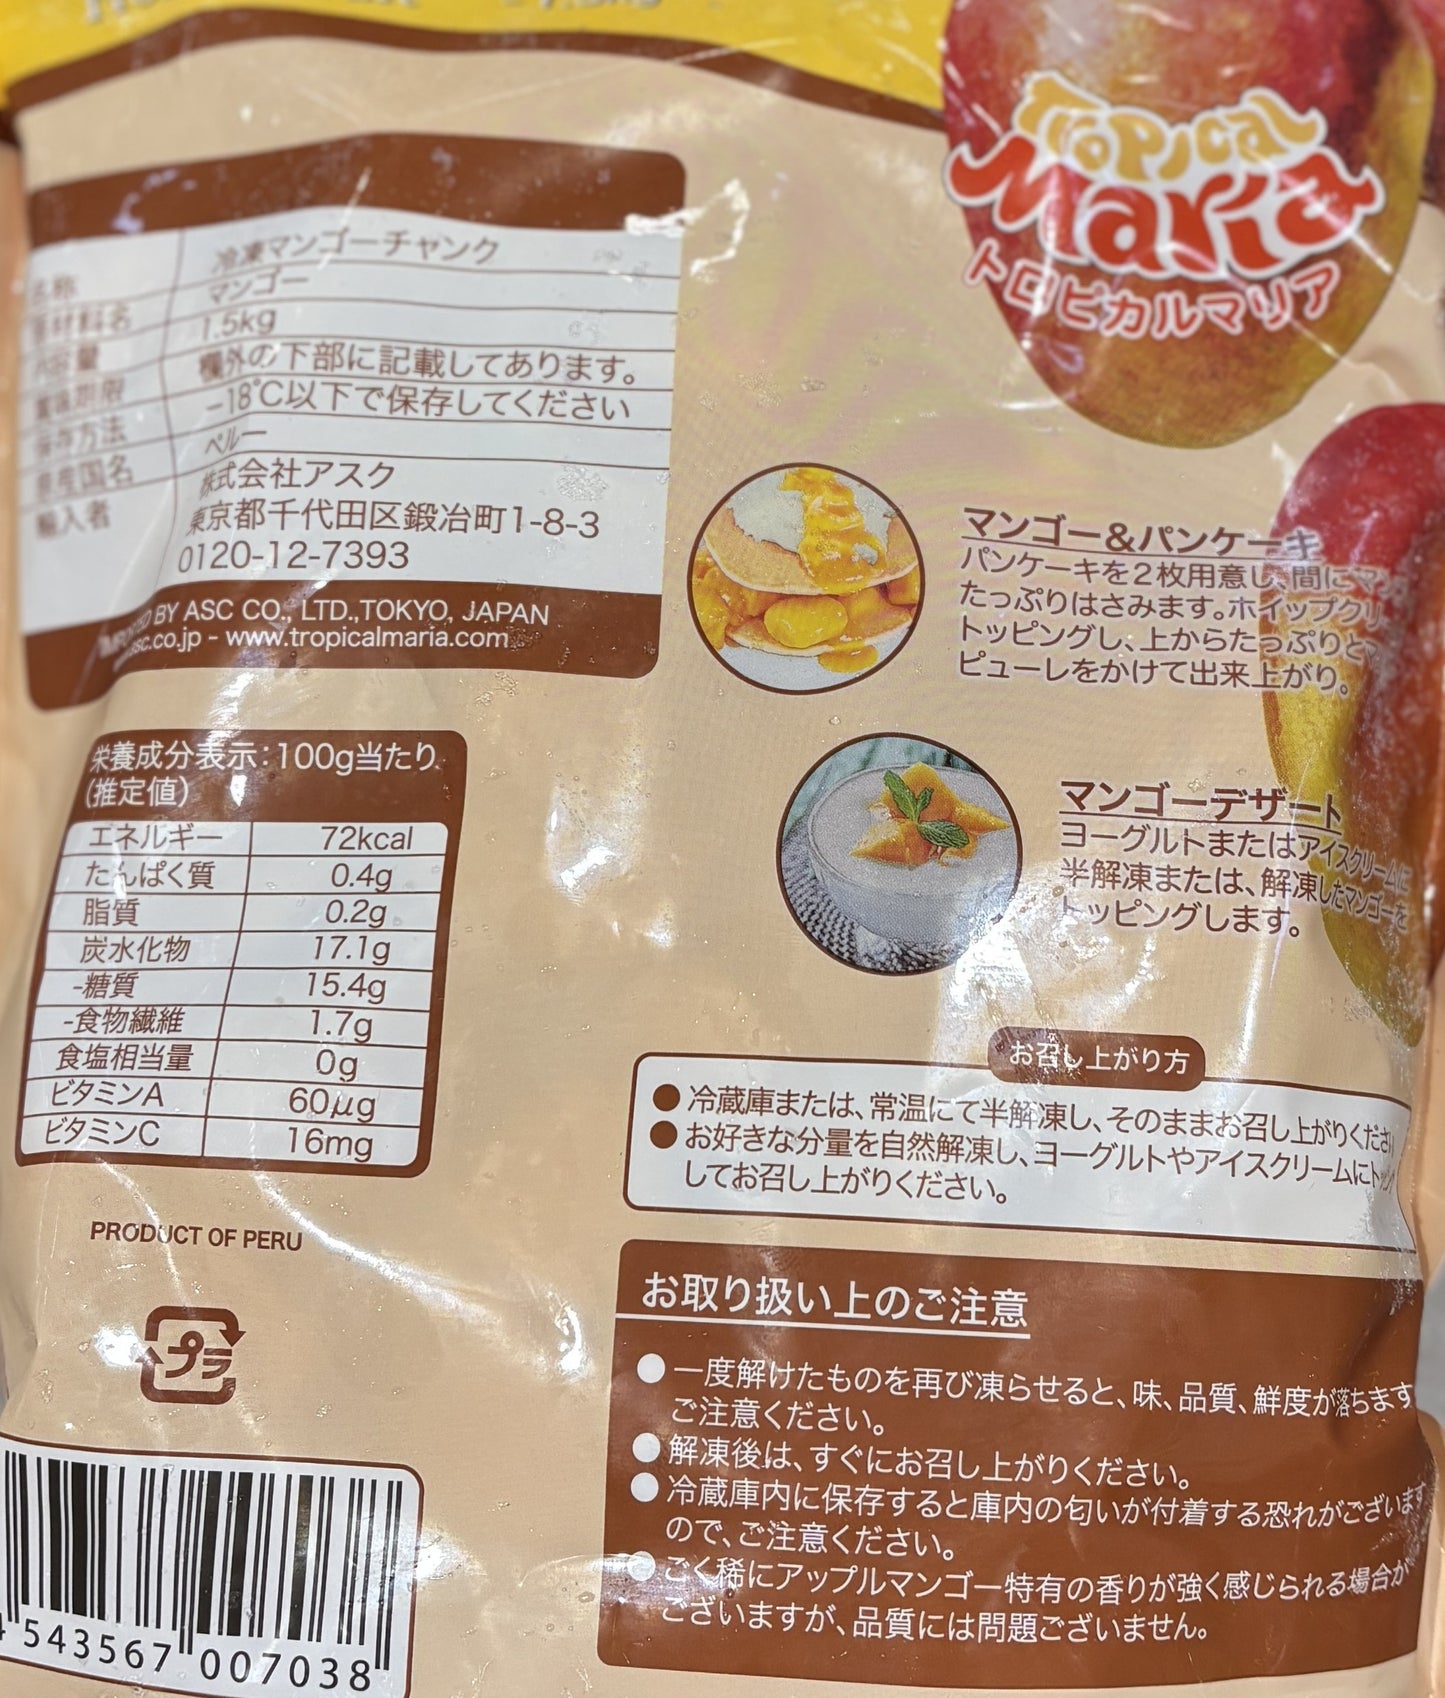 Tropical
Maria
トロピカルマリア
名称 冷凍マンゴーチャンク
原材料名 マンゴー
内容量 1.5kg
賞味期限 欄外の下部に記載してあります。
保存方法 −18℃以下で保存してください
原産国名 ペルー
輸入者 株式会社アスク
東京都千代田区鍛冶町1-8-3
0120-12-7393
IMPORTED BY ASC CO., LTD.,TOKYO, JAPAN
asc.co.jp - www.tropicalmaria.com
マンゴー&パンケーキ
パンケーキを2枚用意し、間にマン
たっぷりはさみます。ホイップクリ
トッピングし、上からたっぷりとマ
ピューレをかけて出来上がり。
マンゴーデザート
ヨーグルトまたはアイスクリームに
半解凍または、解凍したマンゴーを
トッピングします。
栄養成分表示:100g当たり
(推定値)
エネルギー 72kcal
たんぱく質 0.4g
脂質 0.2g
炭水化物 17.1g
-糖質 15.4g
-食物繊維 1.7g
食塩相当量 0g
ビタミンA 60μg
ビタミンC 16mg
PRODUCT OF PERU
プラ
お召し上がり方
●冷蔵庫または、常温にて半解凍し、そのままお召し上がりくださ
●お好きな分量を自然解凍し、ヨーグルトやアイスクリームにト
してお召し上がりください。
お取り扱い上のご注意
●一度解けたものを再び凍らせると、味、品質、鮮度が落ちます
ご注意ください。
●解凍後は、すぐにお召し上がりください。
●冷蔵庫内に保存すると庫内の匂いが付着する恐れがございます
ので、ご注意ください。
●ごく稀にアップルマンゴー特有の香りが強く感じられる場合が
ございますが、品質には問題ございません。
4 543567 007038